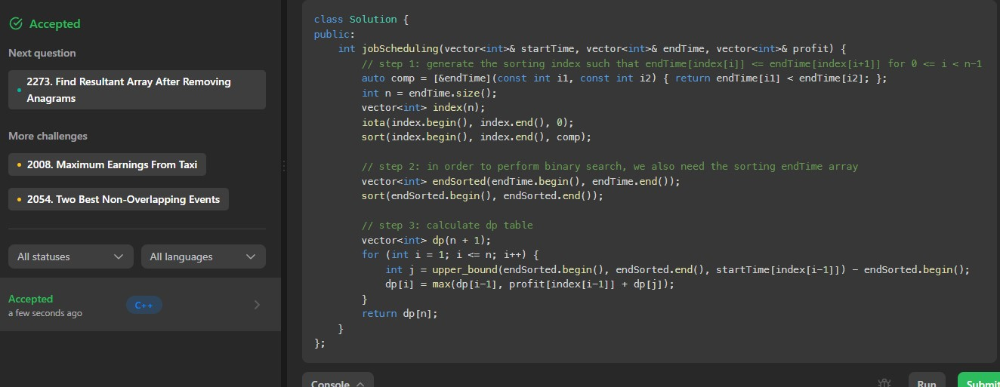 Accepted
Next question
2273. Find Resultant Array After Removing
Anagrams
More challenges
2008. Maximum Earnings From Taxi
2054. Two Best Non-Overlapping Events
All statuses
All languages
Accepted
a few seconds ago
C++
class Solution {
public:
    int jobScheduling(vector<int>& startTime, vector<int>& endTime, vector<int>& profit) {
        // step 1: generate the sorting index such that endTime[index[i]] <= endTime[index[i+1]] for 0 <= i < n-1
        auto comp = [&endTime](const int i1, const int i2) { return endTime[i1] < endTime[i2]; };
        int n = endTime.size();
        vector<int> index(n);
        iota(index.begin(), index.end(), 0);
        sort(index.begin(), index.end(), comp);
        // step 2: in order to perform binary search, we also need the sorting endTime array
        vector<int> endSorted(endTime.begin(), endTime.end());
        sort(endSorted.begin(), endSorted.end());
        // step 3: calculate dp table
        vector<int> dp(n + 1);
        for (int i = 1; i <= n; i++) {
            int j = upper_bound(endSorted.begin(), endSorted.end(), startTime[index[i-1]]) - endSorted.begin();
            dp[i] = max(dp[i-1], profit[index[i-1]] + dp[j]);
        }
        return dp[n];
    }
};
Console
Run
Submit